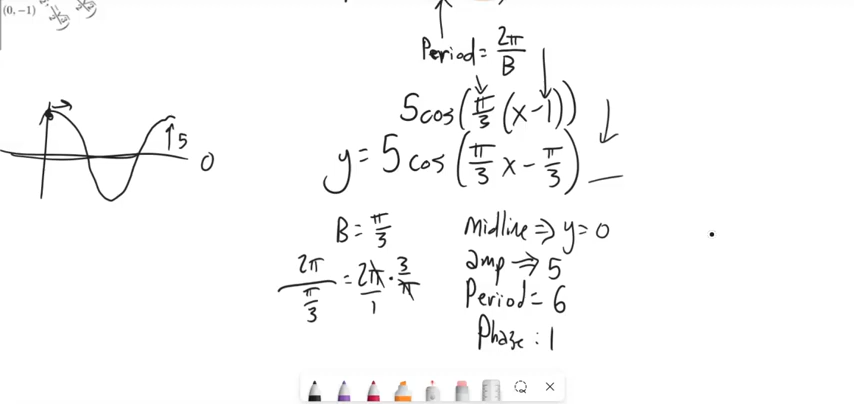 (0, −1)
Period = 2π/B
5cos(π/3(x−1))
y = 5cos(π/3 x − π/3)
5
0
B = π/3
2π/(π/3) = 2π/1 · 3/π
Midline ⇒ y = 0
amp ⇒ 5
Period = 6
Phaze : 1